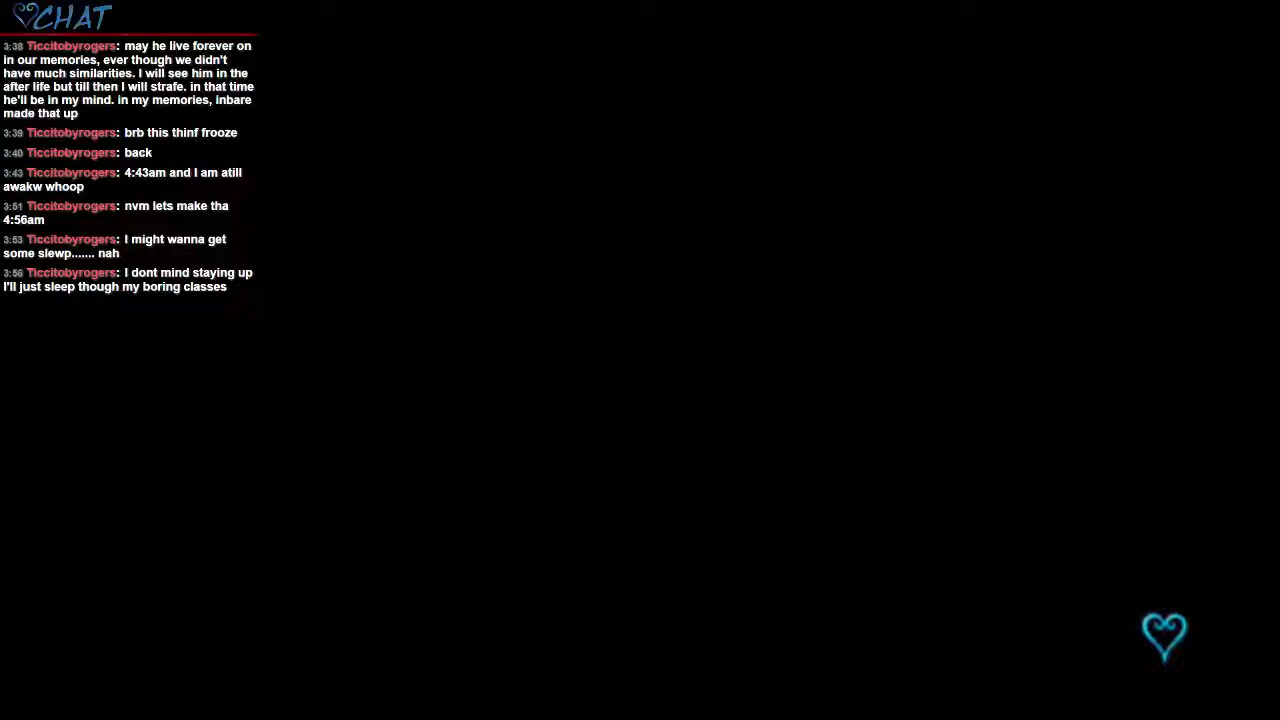 CHAT
3:38 Ticcitobyrogers: may he live forever on
in our memories, ever though we didn't
have much similarities. I will see him in the
after life but till then I will strafe. in that time
he'll be in my mind. in my memories, inbare
made that up
3:39 Ticcitobyrogers: brb this thinf frooze
3:40 Ticcitobyrogers: back
3:43 Ticcitobyrogers: 4:43am and I am atill
awakw whoop
3:51 Ticcitobyrogers: nvm lets make tha
4:56am
3:53 Ticcitobyrogers: I might wanna get
some slewp....... nah
3:56 Ticcitobyrogers: I dont mind staying up
I'll just sleep though my boring classes